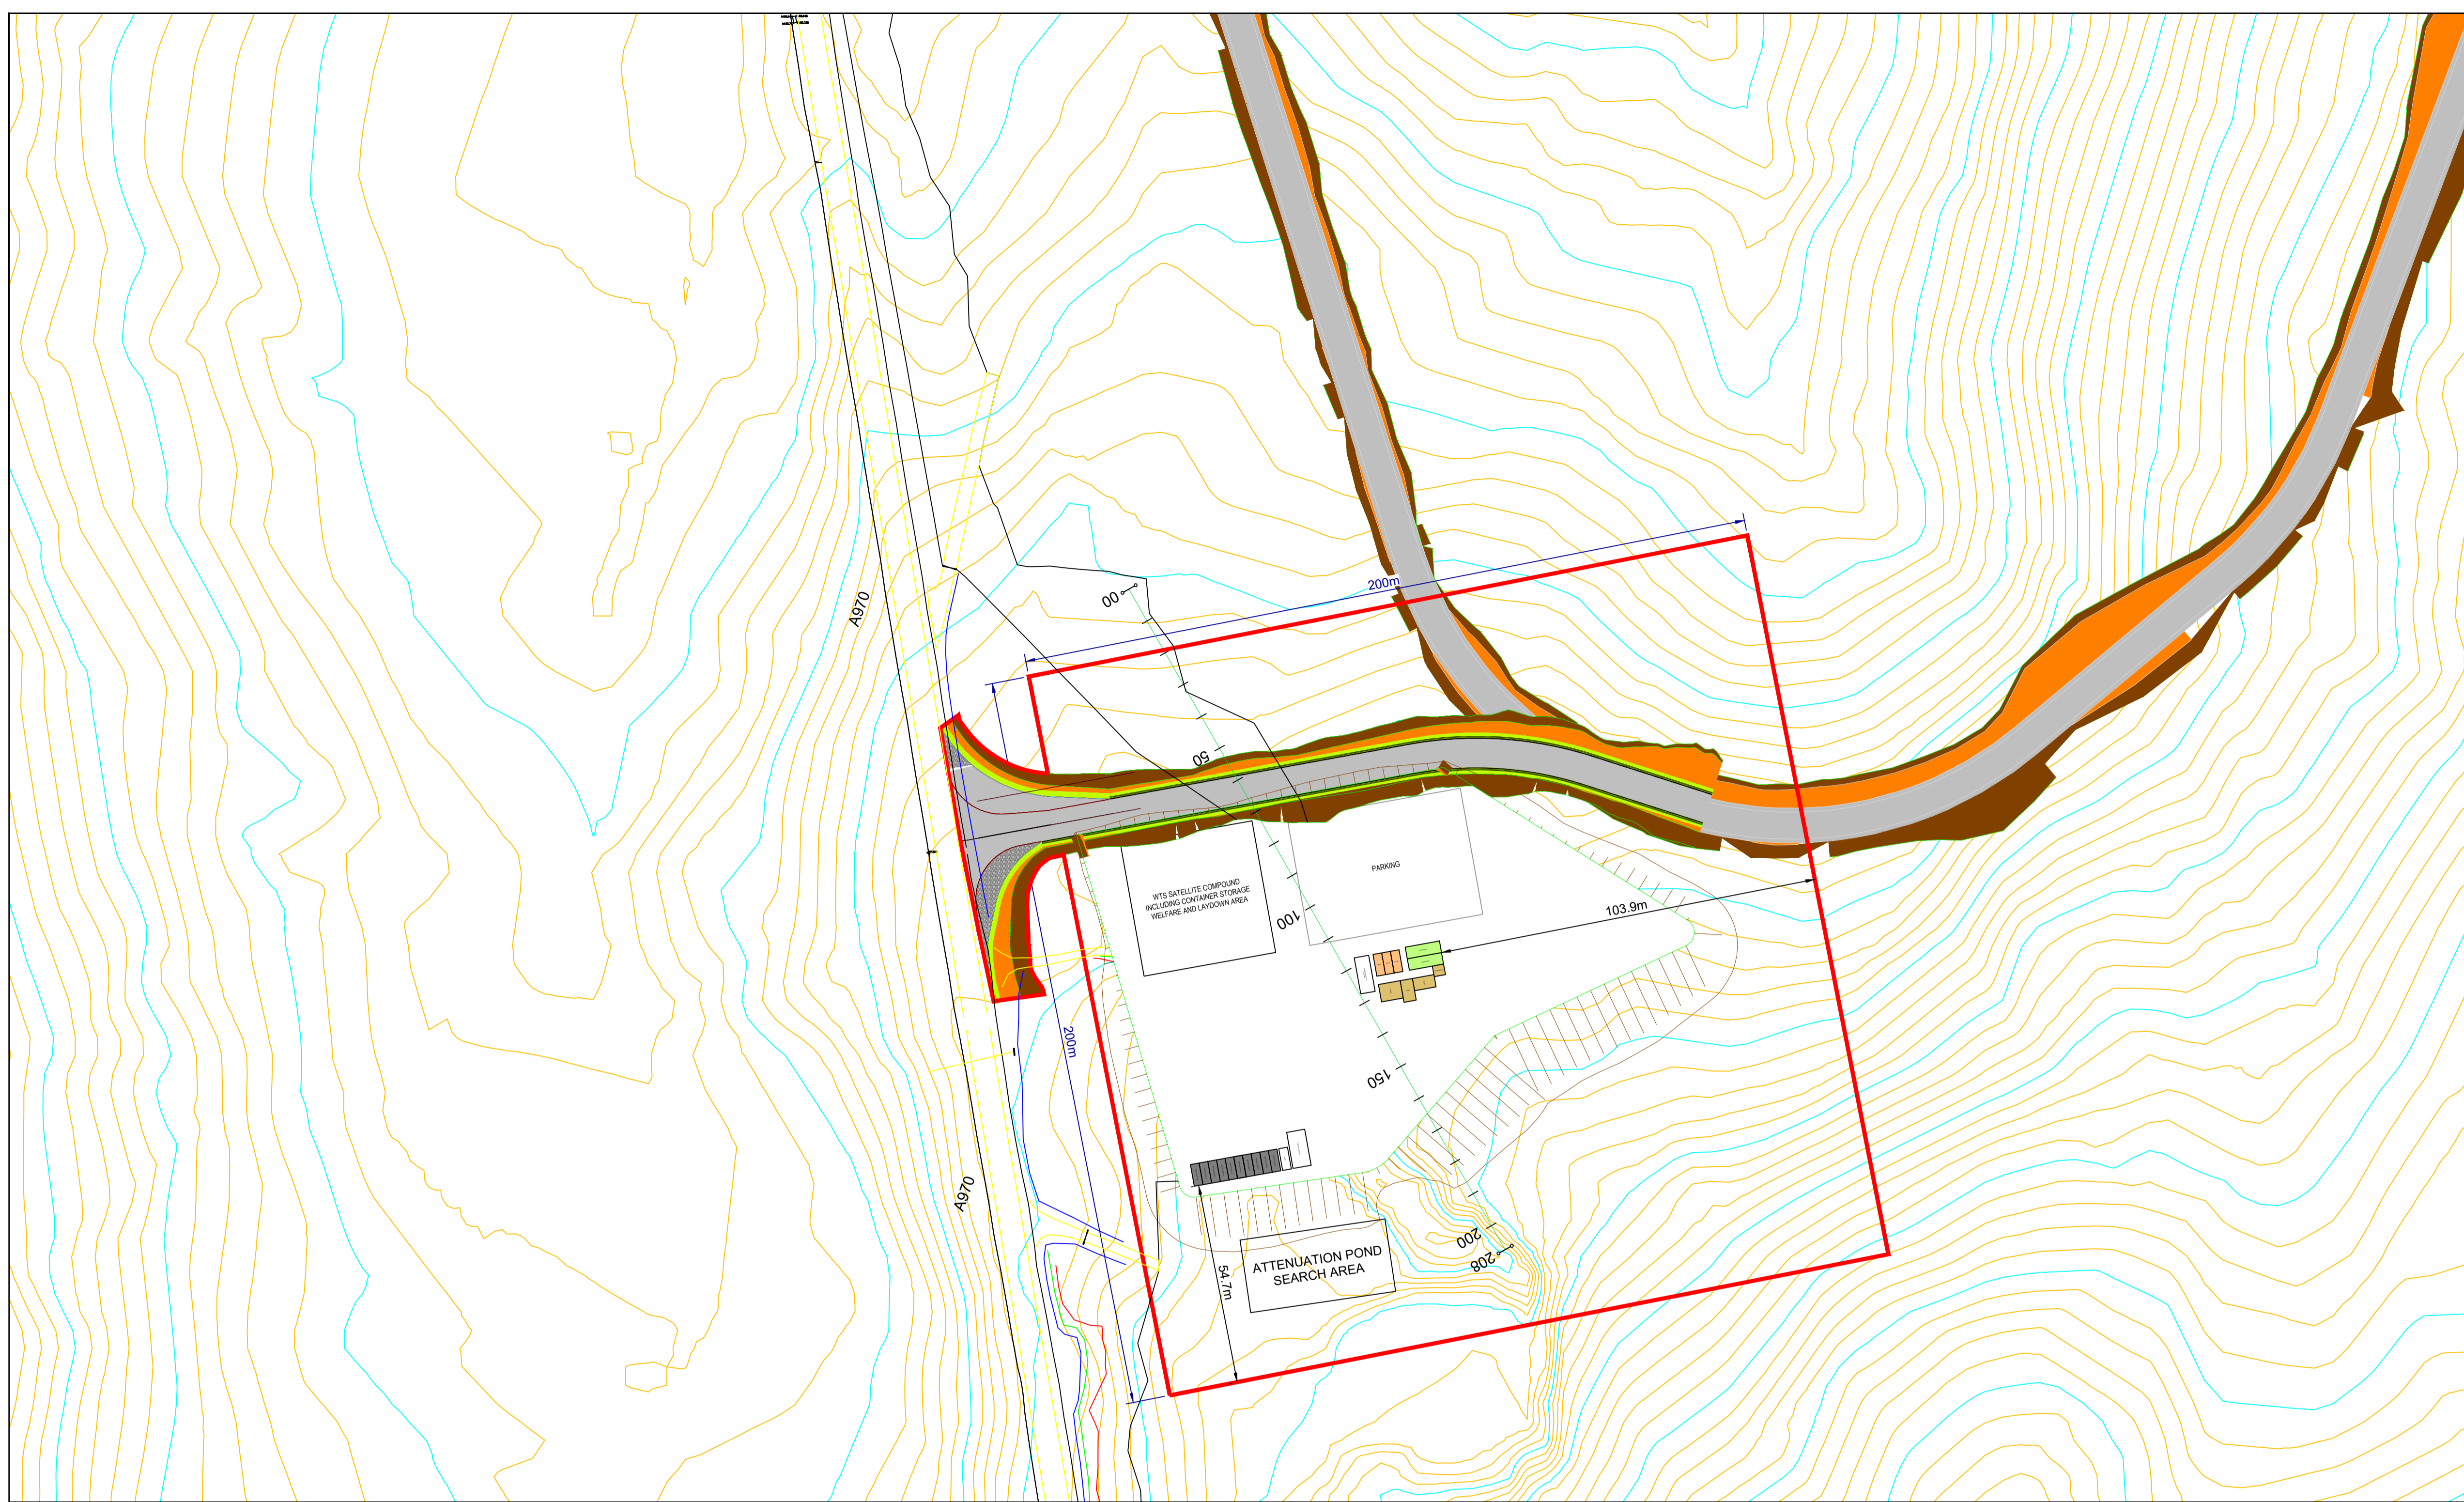 A970
00
200m
50
WTS SATELLITE COMPOUND
INCLUDING CONTAINER STORAGE
WELFARE AND LAYDOWN AREA
PARKING
100
103.9m
200m
150
A970
200
208
ATTENUATION POND
SEARCH AREA
54.7m